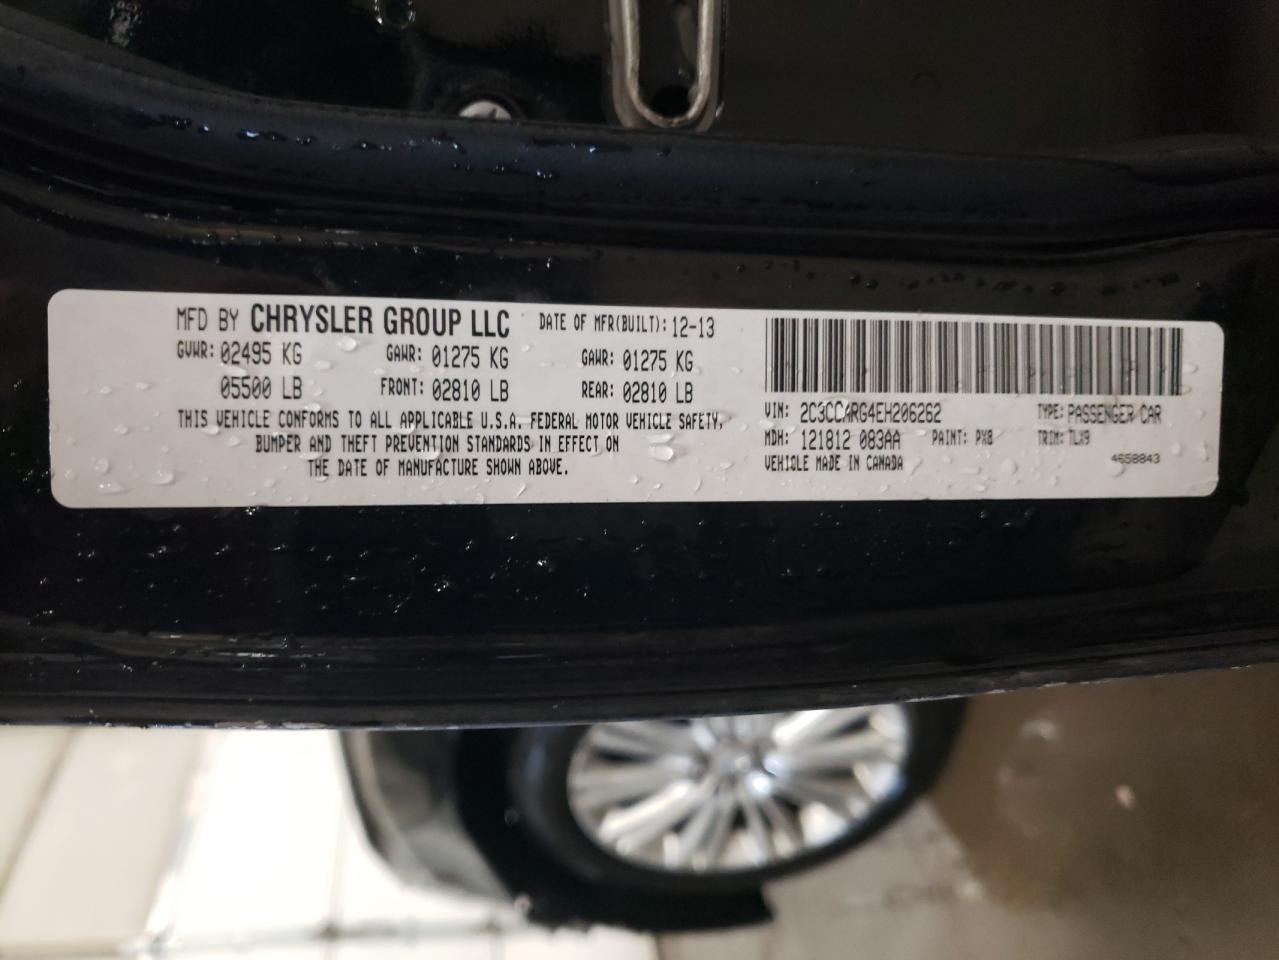 MFD BY CHRYSLER GROUP LLC DATE OF MFR(BUILT): 12-13
GVWR: 02495 KG GAWR: 01275 KG GAWR: 01275 KG
05500 LB FRONT: 02810 LB REAR: 02810 LB
THIS VEHICLE CONFORMS TO ALL APPLICABLE U.S.A. FEDERAL MOTOR VEHICLE SAFETY,
BUMPER AND THEFT PREVENTION STANDARDS IN EFFECT ON
THE DATE OF MANUFACTURE SHOWN ABOVE.
VIN: 2C3CCARG4EH206262 TYPE: PASSENGER CAR
MDH: 121812 083AA PAINT: PX8 TRIM: TLX9
VEHICLE MADE IN CANADA 4658843